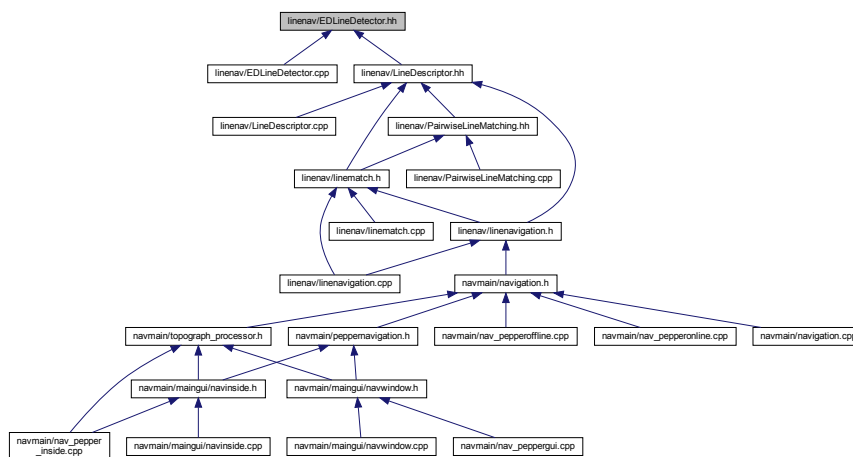 linenav/EDLineDetector.hh
linenav/EDLineDetector.cpp
linenav/LineDescriptor.hh
linenav/LineDescriptor.cpp
linenav/PairwiseLineMatching.hh
linenav/linematch.h
linenav/PairwiseLineMatching.cpp
linenav/linematch.cpp
linenav/linenavigation.h
linenav/linenavigation.cpp
navmain/navigation.h
navmain/topograph_processor.h
navmain/peppernavigation.h
navmain/nav_pepperoffline.cpp
navmain/nav_pepperonline.cpp
navmain/navigation.cpp
navmain/maingui/navinside.h
navmain/maingui/navwindow.h
navmain/nav_pepper
_inside.cpp
navmain/maingui/navinside.cpp
navmain/maingui/navwindow.cpp
navmain/nav_peppergui.cpp